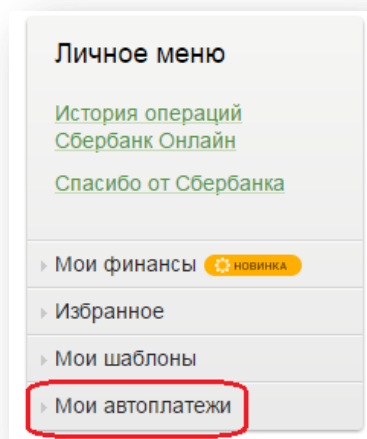 Личное меню
История операций
Сбербанк Онлайн
Спасибо от Сбербанка
Мои финансы НОВИНКА
Избранное
Мои шаблоны
Мои автоплатежи